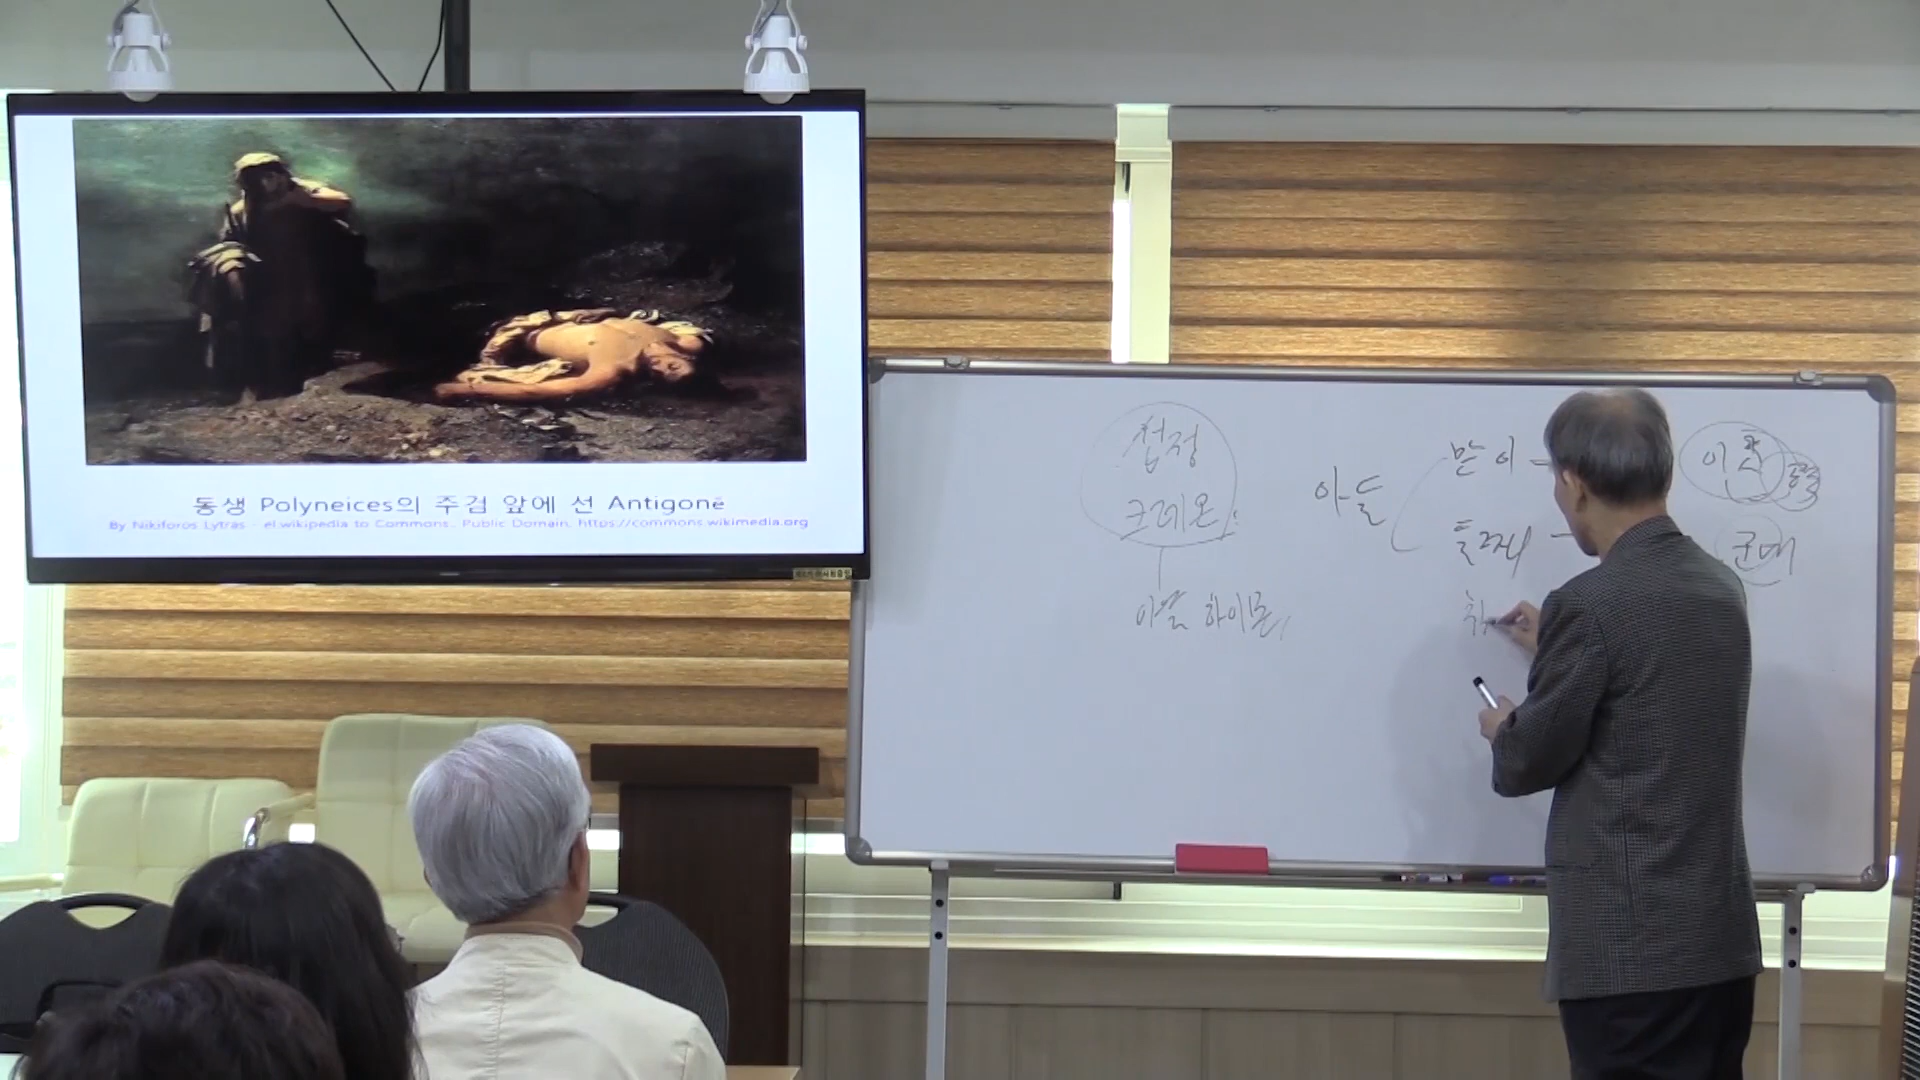 동생 Polyneices의 주검 앞에 선 Antigonē
By Nikiforos Lytras - el.wikipedia to Commons., Public Domain, https://commons.wikimedia.org
섭정
크레온
아들 하이몬
아들
맏이 -
둘째 -
군대